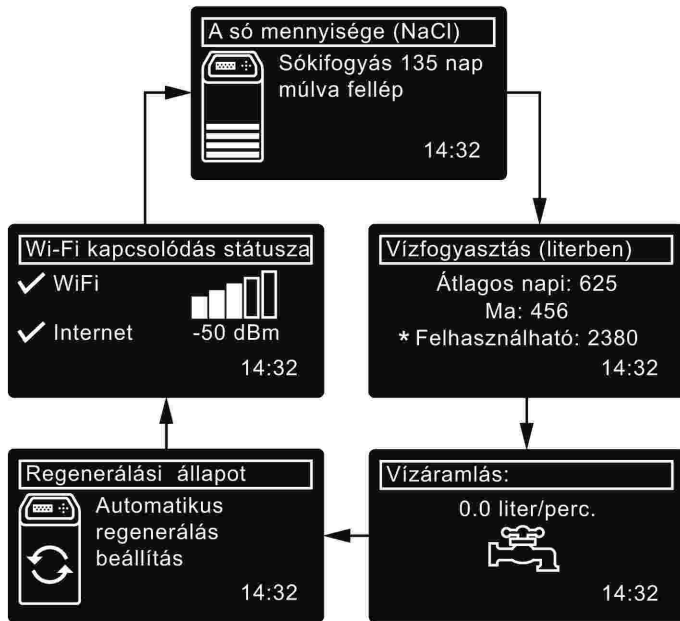 A só mennyisége (NaCl)
Sókifogyás 135 nap
múlva fellép
14:32
Wi-Fi kapcsolódás státusza
WiFi
Internet
-50 dBm
14:32
Vízfogyasztás (literben)
Átlagos napi: 625
Ma: 456
* Felhasználható: 2380
14:32
Regenerálási állapot
Automatikus
regenerálás
beállítás
14:32
Vízáramlás:
0.0 liter/perc.
14:32